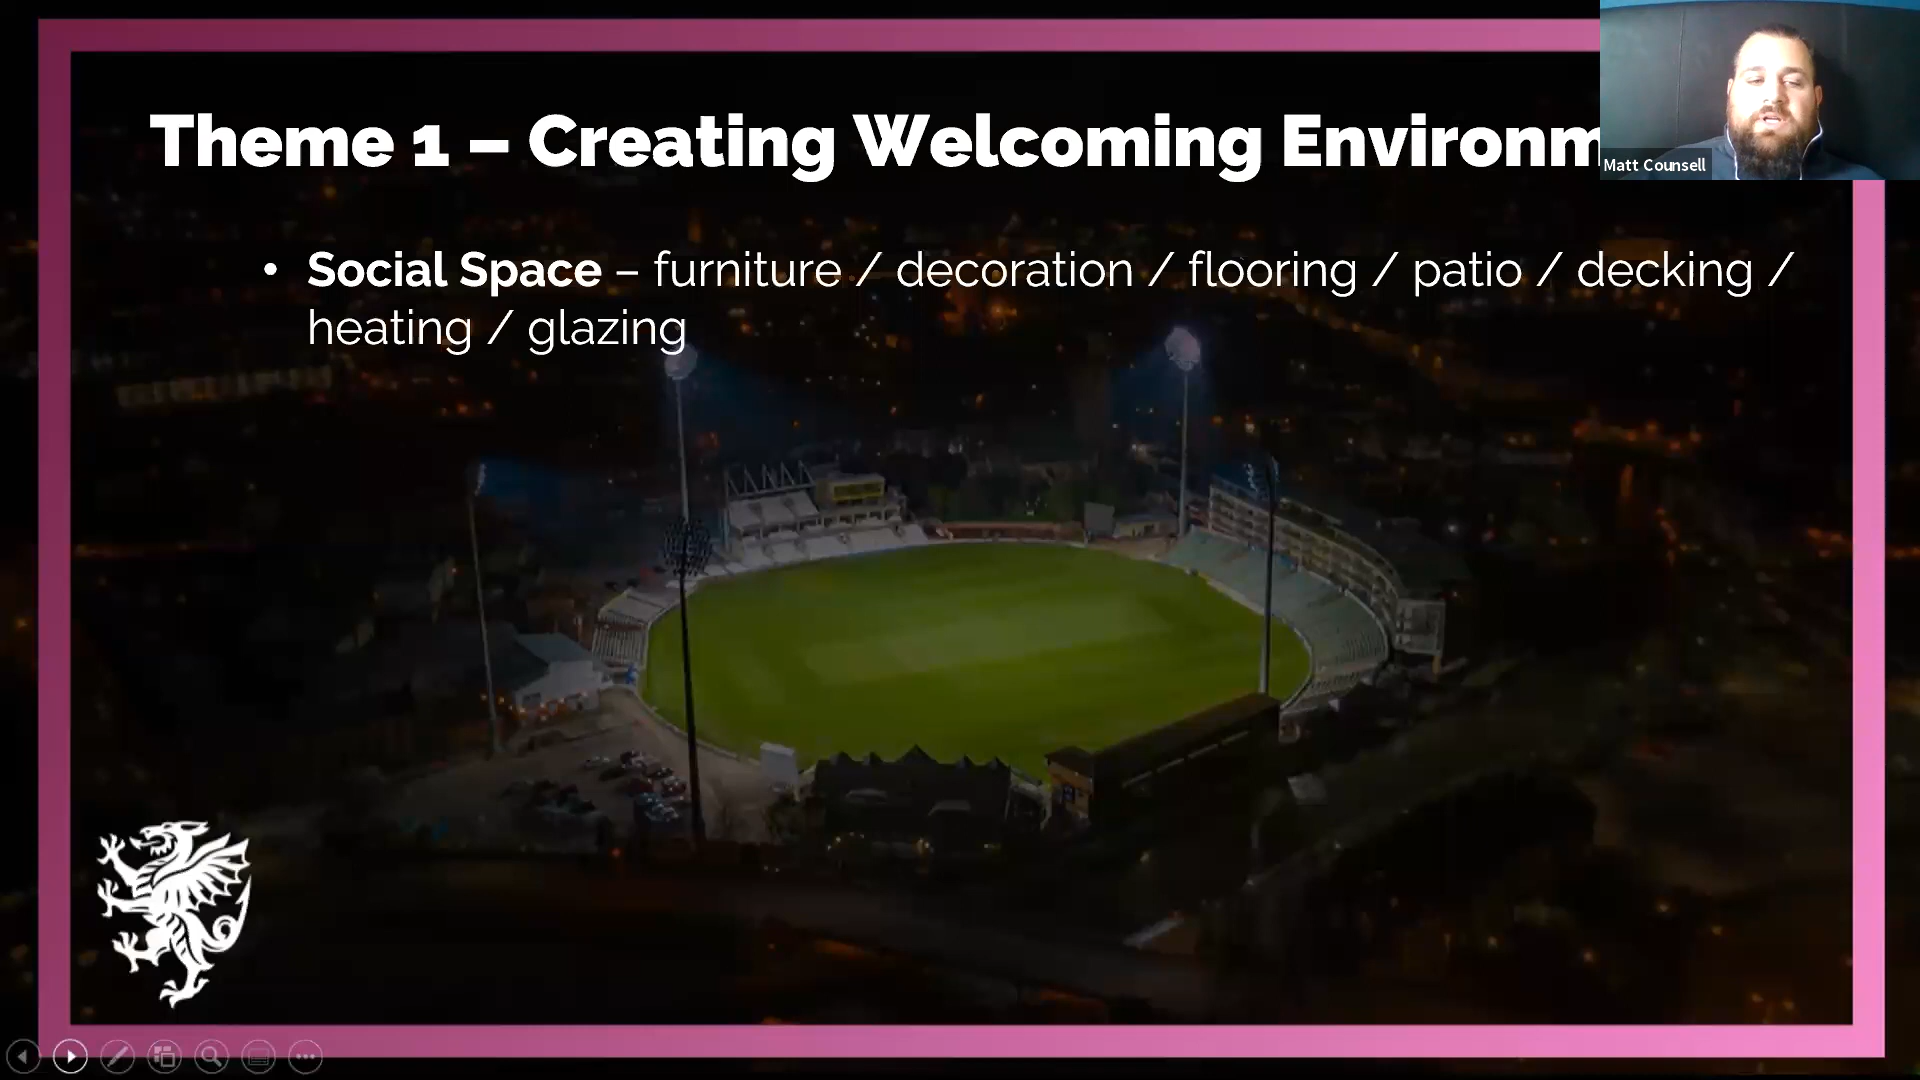 Theme 1 – Creating Welcoming Environm
Matt Counsell
• Social Space – furniture / decoration / flooring / patio / decking /
heating / glazing